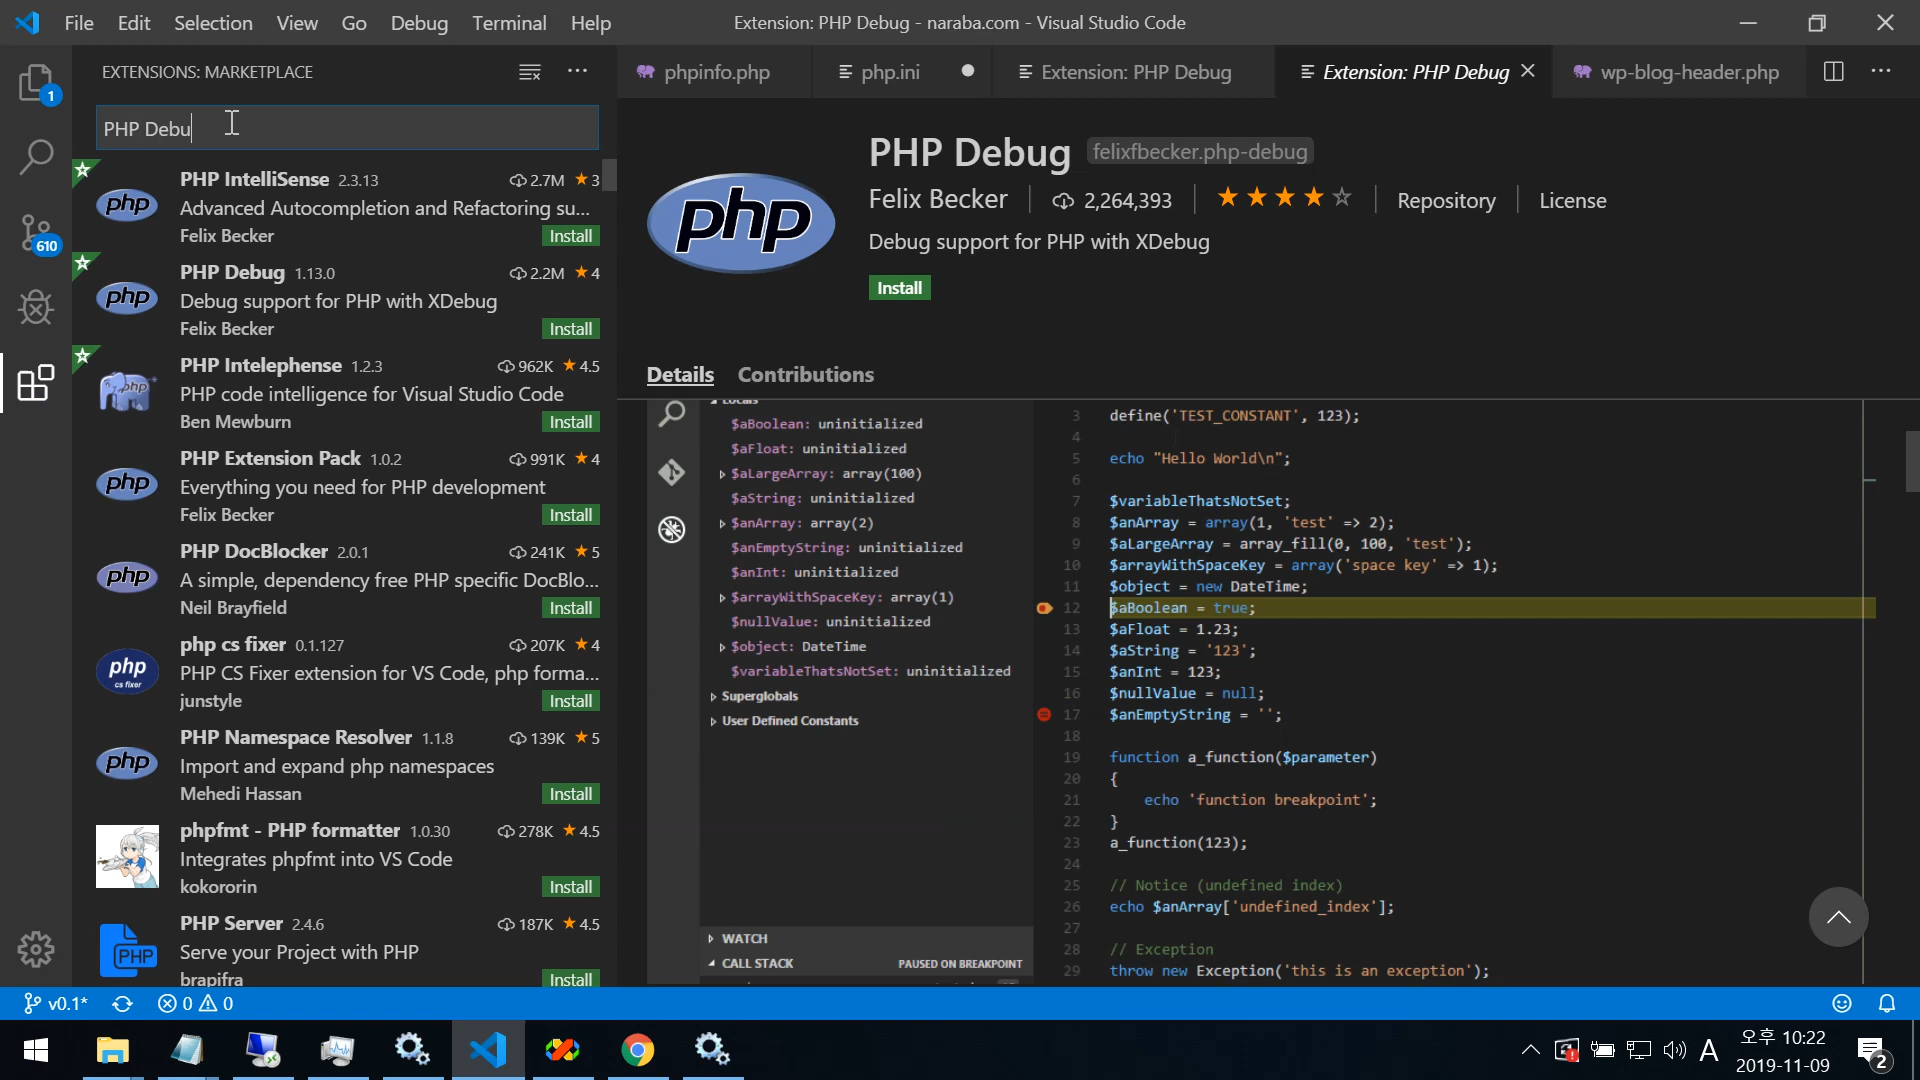 File Edit Selection View Go Debug Terminal Help
Extension: PHP Debug - naraba.com - Visual Studio Code
EXTENSIONS: MARKETPLACE
phpinfo.php
php.ini
Extension: PHP Debug
Extension: PHP Debug
wp-blog-header.php
1
610
PHP Debu
PHP IntelliSense 2.3.13 2.7M 3
Advanced Autocompletion and Refactoring su...
Felix Becker Install
PHP Debug 1.13.0 2.2M 4
Debug support for PHP with XDebug
Felix Becker Install
PHP Intelephense 1.2.3 962K 4.5
PHP code intelligence for Visual Studio Code
Ben Mewburn Install
PHP Extension Pack 1.0.2 991K 4
Everything you need for PHP development
Felix Becker Install
PHP DocBlocker 2.0.1 241K 5
A simple, dependency free PHP specific DocBlo...
Neil Brayfield Install
php cs fixer 0.1.127 207K 4
PHP CS Fixer extension for VS Code, php forma...
junstyle Install
PHP Namespace Resolver 1.1.8 139K 5
Import and expand php namespaces
Mehedi Hassan Install
phpfmt - PHP formatter 1.0.30 278K 4.5
Integrates phpfmt into VS Code
kokororin Install
PHP Server 2.4.6 187K 4.5
Serve your Project with PHP
brapifra Install
php
php
php
php
php
php
cs fixer
php
PHP
php
PHP Debug felixfbecker.php-debug
Felix Becker 2,264,393 Repository License
Debug support for PHP with XDebug
Install
Details Contributions
Locals
$aBoolean: uninitialized
$aFloat: uninitialized
$aLargeArray: array(100)
$aString: uninitialized
$anArray: array(2)
$anEmptyString: uninitialized
$anInt: uninitialized
$arrayWithSpaceKey: array(1)
$nullValue: uninitialized
$object: DateTime
$variableThatsNotSet: uninitialized
Superglobals
User Defined Constants
WATCH
CALL STACK PAUSED ON BREAKPOINT
3 define('TEST_CONSTANT', 123);
4
5 echo "Hello World\n";
6
7 $variableThatsNotSet;
8 $anArray = array(1, 'test' => 2);
9 $aLargeArray = array_fill(0, 100, 'test');
10 $arrayWithSpaceKey = array('space key' => 1);
11 $object = new DateTime;
12 $aBoolean = true;
13 $aFloat = 1.23;
14 $aString = '123';
15 $anInt = 123;
16 $nullValue = null;
17 $anEmptyString = '';
18
19 function a_function($parameter)
20 {
21 echo 'function breakpoint';
22 }
23 a_function(123);
24
25 // Notice (undefined index)
26 echo $anArray['undefined_index'];
27
28 // Exception
29 throw new Exception('this is an exception');
v0.1* 0 0
A 오후 10:22
2019-11-09
2